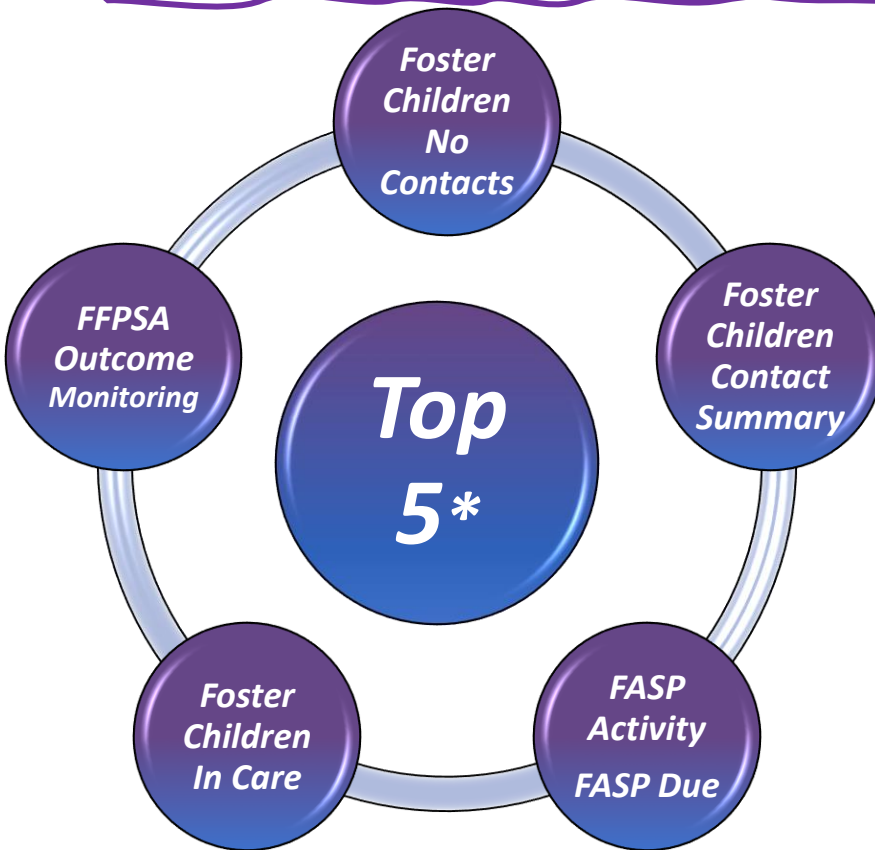 Foster
Children
No
Contacts
Foster
Children
Contact
Summary
FASP
Activity
FASP Due
Foster
Children
In Care
FFPSA
Outcome
Monitoring
Top
5*